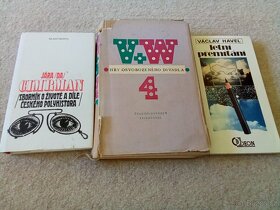 JÁRA (DA)
CIMRMAN
SBORNÍK O ŽIVOTĚ A DÍLE
ČESKÉHO POLYHISTORA
V+W
HRY OSVOBOZENÉHO DIVADLA
4
VÁCLAV HAVEL
letní přemítání
ODEON